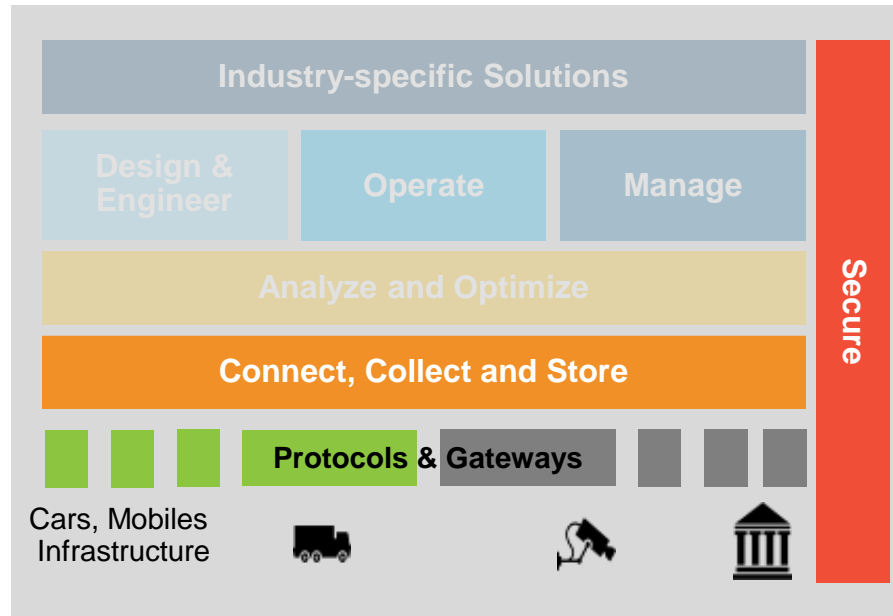 Industry-specific Solutions
Design &
Engineer
Operate
Manage
Analyze and Optimize
Connect, Collect and Store
Protocols & Gateways
Cars, Mobiles
Infrastructure
Secure